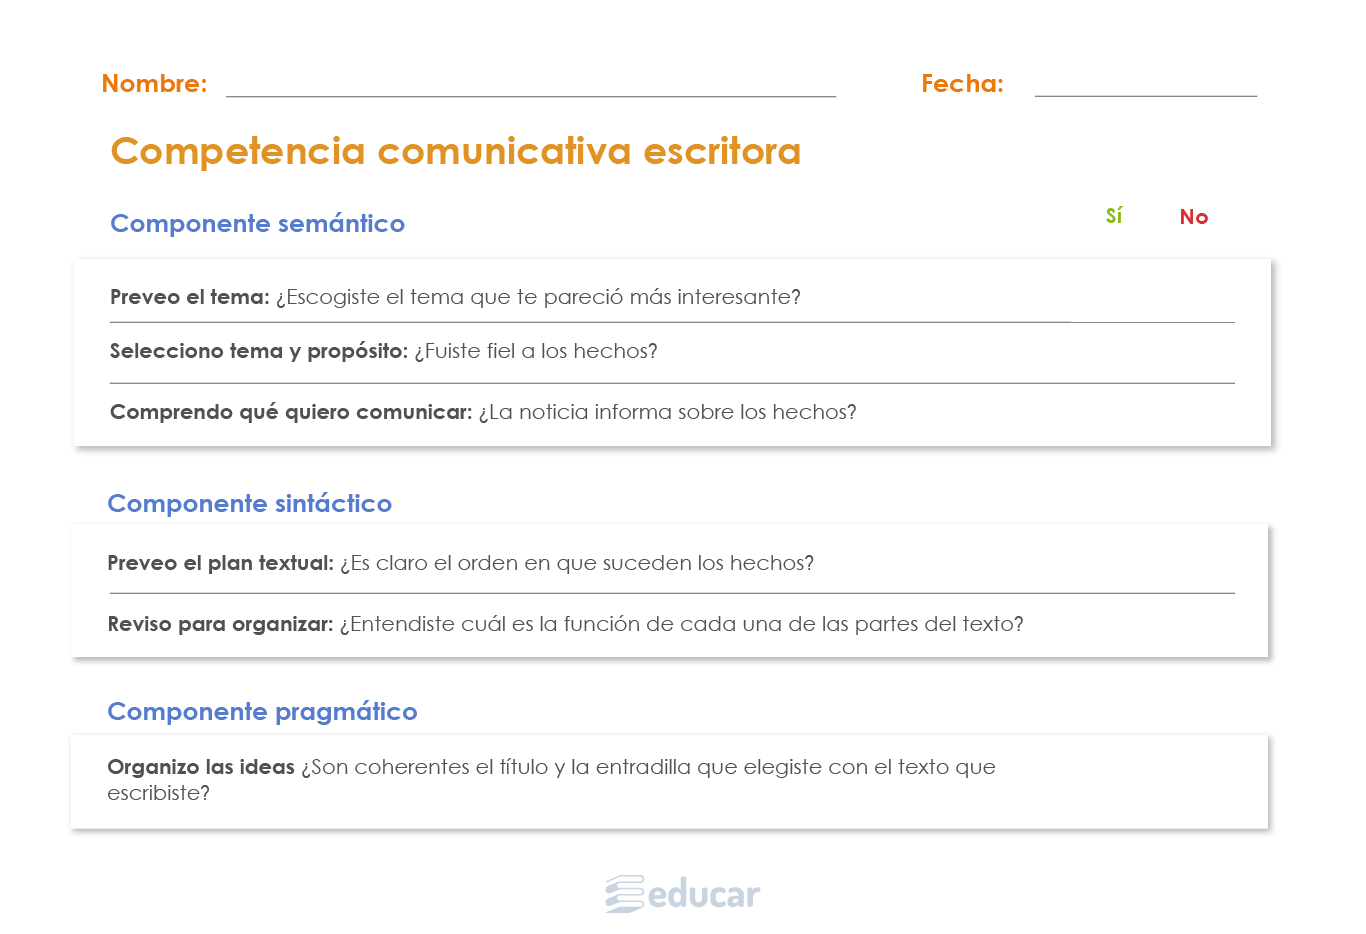 Nombre: Fecha:
Competencia comunicativa escritora
Componente semántico Sí No
Preveo el tema: ¿Escogiste el tema que te pareció más interesante?
Selecciono tema y propósito: ¿Fuiste fiel a los hechos?
Comprendo qué quiero comunicar: ¿La noticia informa sobre los hechos?
Componente sintáctico
Preveo el plan textual: ¿Es claro el orden en que suceden los hechos?
Reviso para organizar: ¿Entendiste cuál es la función de cada una de las partes del texto?
Componente pragmático
Organizo las ideas ¿Son coherentes el título y la entradilla que elegiste con el texto que
escribiste?
educar